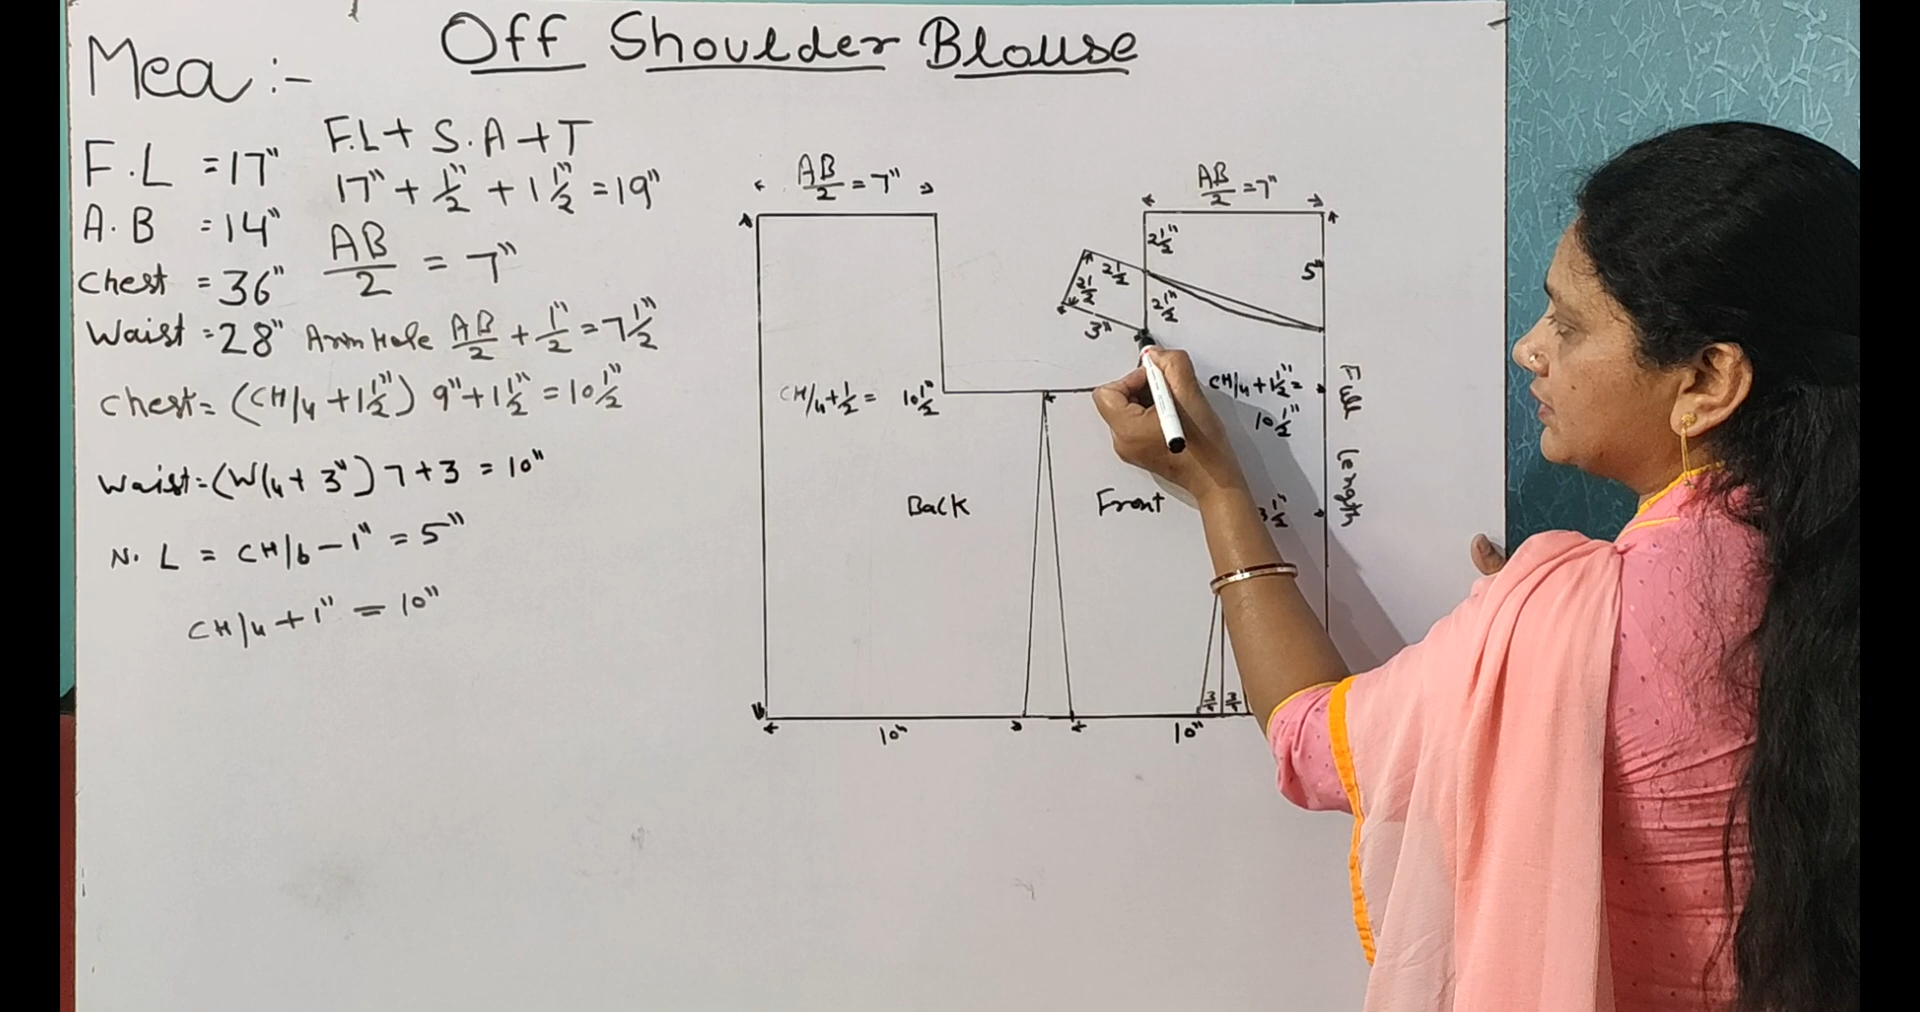 Off Shoulder Blouse
Mea :-
F.L = 17"
A.B = 14"
Chest = 36"
Waist = 28"
F.L + S.A + T
17" + 1/2" + 1 1/2" = 19"
AB/2 = 7"
Arm Hole AB/2 + 1/2" = 7 1/2"
Chest = (CH/4 + 1 1/2") 9" + 1 1/2" = 10 1/2"
Waist = (W/4 + 3") 7 + 3 = 10"
N. L = CH/6 - 1" = 5"
CH/4 + 1" = 10"
AB/2 = 7"
CH/4 + 1/2 = 10 1/2"
Back
10"
AB/2 = 7"
2 1/2"
5"
2 1/2
2 1/2
2 1/2"
3"
CH/4 + 1 1/2" =
10 1/2"
Full length
Front
3 1/2"
3/4 3/4
10"